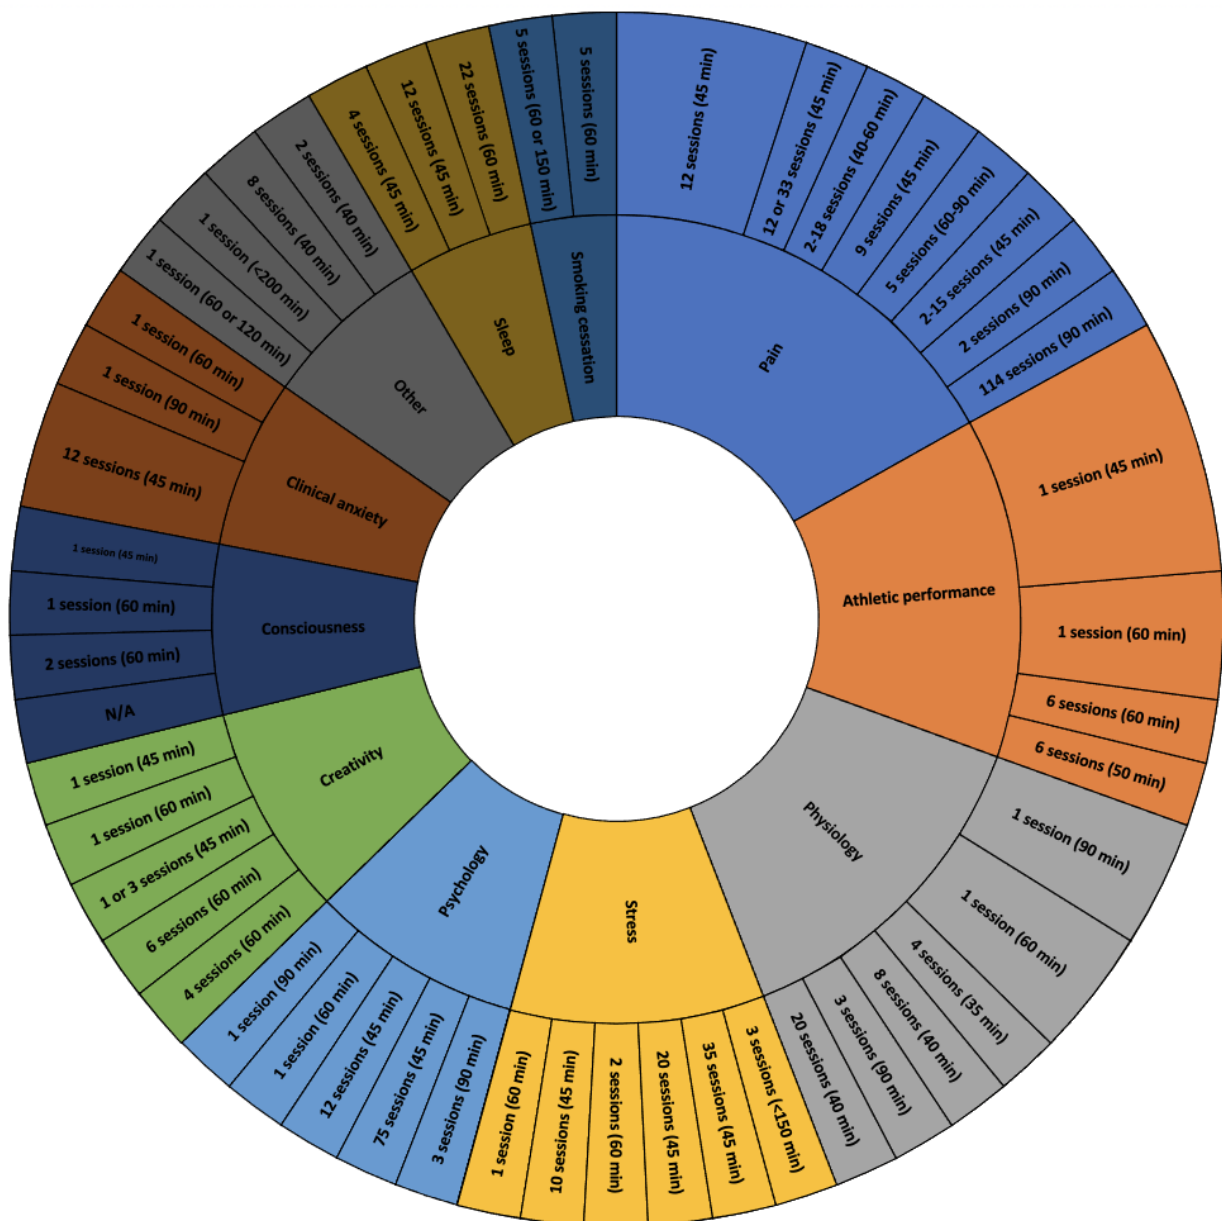 Pain
12 sessions (45 min)
12 or 33 sessions (45 min)
2-18 sessions (40-60 min)
9 sessions (45 min)
5 sessions (60-90 min)
2-15 sessions (45 min)
2 sessions (90 min)
114 sessions (90 min)
Athletic performance
1 session (45 min)
1 session (60 min)
6 sessions (60 min)
6 sessions (50 min)
Physiology
1 session (90 min)
1 session (60 min)
4 sessions (35 min)
8 sessions (40 min)
3 sessions (90 min)
20 sessions (40 min)
Stress
3 sessions (<150 min)
35 sessions (45 min)
20 sessions (45 min)
2 sessions (60 min)
10 sessions (45 min)
1 session (60 min)
Psychology
3 sessions (90 min)
75 sessions (45 min)
12 sessions (45 min)
1 session (60 min)
1 session (90 min)
Creativity
4 sessions (60 min)
6 sessions (60 min)
1 or 3 sessions (45 min)
1 session (60 min)
1 session (45 min)
Consciousness
N/A
2 sessions (60 min)
1 session (60 min)
1 session (45 min)
Clinical anxiety
12 sessions (45 min)
1 session (90 min)
1 session (60 min)
Other
1 session (60 or 120 min)
1 session (<200 min)
8 sessions (40 min)
2 sessions (40 min)
Sleep
4 sessions (45 min)
12 sessions (45 min)
22 sessions (60 min)
Smoking cessation
5 sessions (60 or 150 min)
5 sessions (60 min)